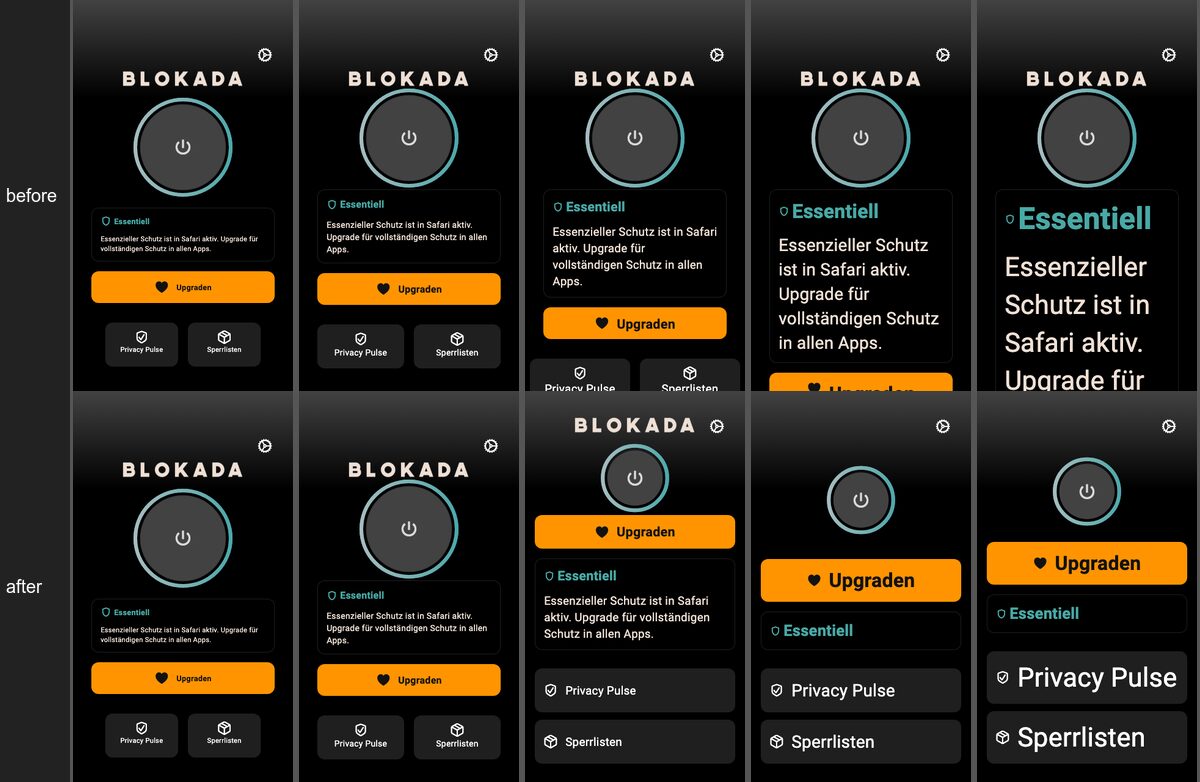 before
BLOKADA
Essentiell
Essenzieller Schutz ist in Safari aktiv. Upgrade für
vollständigen Schutz in allen Apps.
Upgraden
Privacy Pulse
Sperrlisten
BLOKADA
Essentiell
Essenzieller Schutz ist in Safari aktiv.
Upgrade für vollständigen Schutz in allen
Apps.
Upgraden
Privacy Pulse
Sperrlisten
BLOKADA
Essentiell
Essenzieller Schutz ist in Safari
aktiv. Upgrade für
vollständigen Schutz in allen
Apps.
Upgraden
Privacy Pulse
Sperrlisten
BLOKADA
Essentiell
Essenzieller Schutz
ist in Safari aktiv.
Upgrade für
vollständigen Schutz
in allen Apps.
Upgraden
BLOKADA
Essentiell
Essenzieller
Schutz ist in
Safari aktiv.
Upgrade für
after
BLOKADA
Essentiell
Essenzieller Schutz ist in Safari aktiv. Upgrade für
vollständigen Schutz in allen Apps.
Upgraden
Privacy Pulse
Sperrlisten
BLOKADA
Essentiell
Essenzieller Schutz ist in Safari aktiv.
Upgrade für vollständigen Schutz in allen
Apps.
Upgraden
Privacy Pulse
Sperrlisten
BLOKADA
Upgraden
Essentiell
Essenzieller Schutz ist in Safari
aktiv. Upgrade für vollständigen
Schutz in allen Apps.
Privacy Pulse
Sperrlisten
Upgraden
Essentiell
Privacy Pulse
Sperrlisten
Upgraden
Essentiell
Privacy Pulse
Sperrlisten